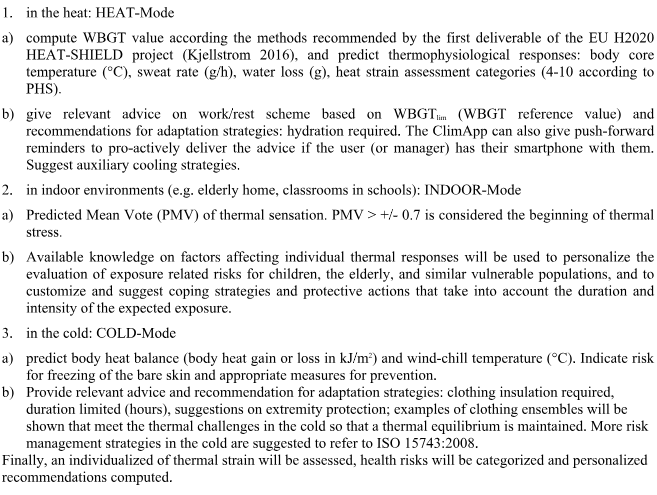 1. in the heat: HEAT-Mode
a) compute WBGT value according the methods recommended by the first deliverable of the EU H2020
HEAT-SHIELD project (Kjellstrom 2016), and predict thermophysiological responses: body core
temperature (°C), sweat rate (g/h), water loss (g), heat strain assessment categories (4-10 according to
PHS).
b) give relevant advice on work/rest scheme based on WBGTlim (WBGT reference value) and
recommendations for adaptation strategies: hydration required. The ClimApp can also give push-forward
reminders to pro-actively deliver the advice if the user (or manager) has their smartphone with them.
Suggest auxiliary cooling strategies.
2. in indoor environments (e.g. elderly home, classrooms in schools): INDOOR-Mode
a) Predicted Mean Vote (PMV) of thermal sensation. PMV > +/- 0.7 is considered the beginning of thermal
stress.
b) Available knowledge on factors affecting individual thermal responses will be used to personalize the
evaluation of exposure related risks for children, the elderly, and similar vulnerable populations, and to
customize and suggest coping strategies and protective actions that take into account the duration and
intensity of the expected exposure.
3. in the cold: COLD-Mode
a) predict body heat balance (body heat gain or loss in kJ/m²) and wind-chill temperature (°C). Indicate risk
for freezing of the bare skin and appropriate measures for prevention.
b) Provide relevant advice and recommendation for adaptation strategies: clothing insulation required,
duration limited (hours), suggestions on extremity protection; examples of clothing ensembles will be
shown that meet the thermal challenges in the cold so that a thermal equilibrium is maintained. More risk
management strategies in the cold are suggested to refer to ISO 15743:2008.
Finally, an individualized of thermal strain will be assessed, health risks will be categorized and personalized
recommendations computed.